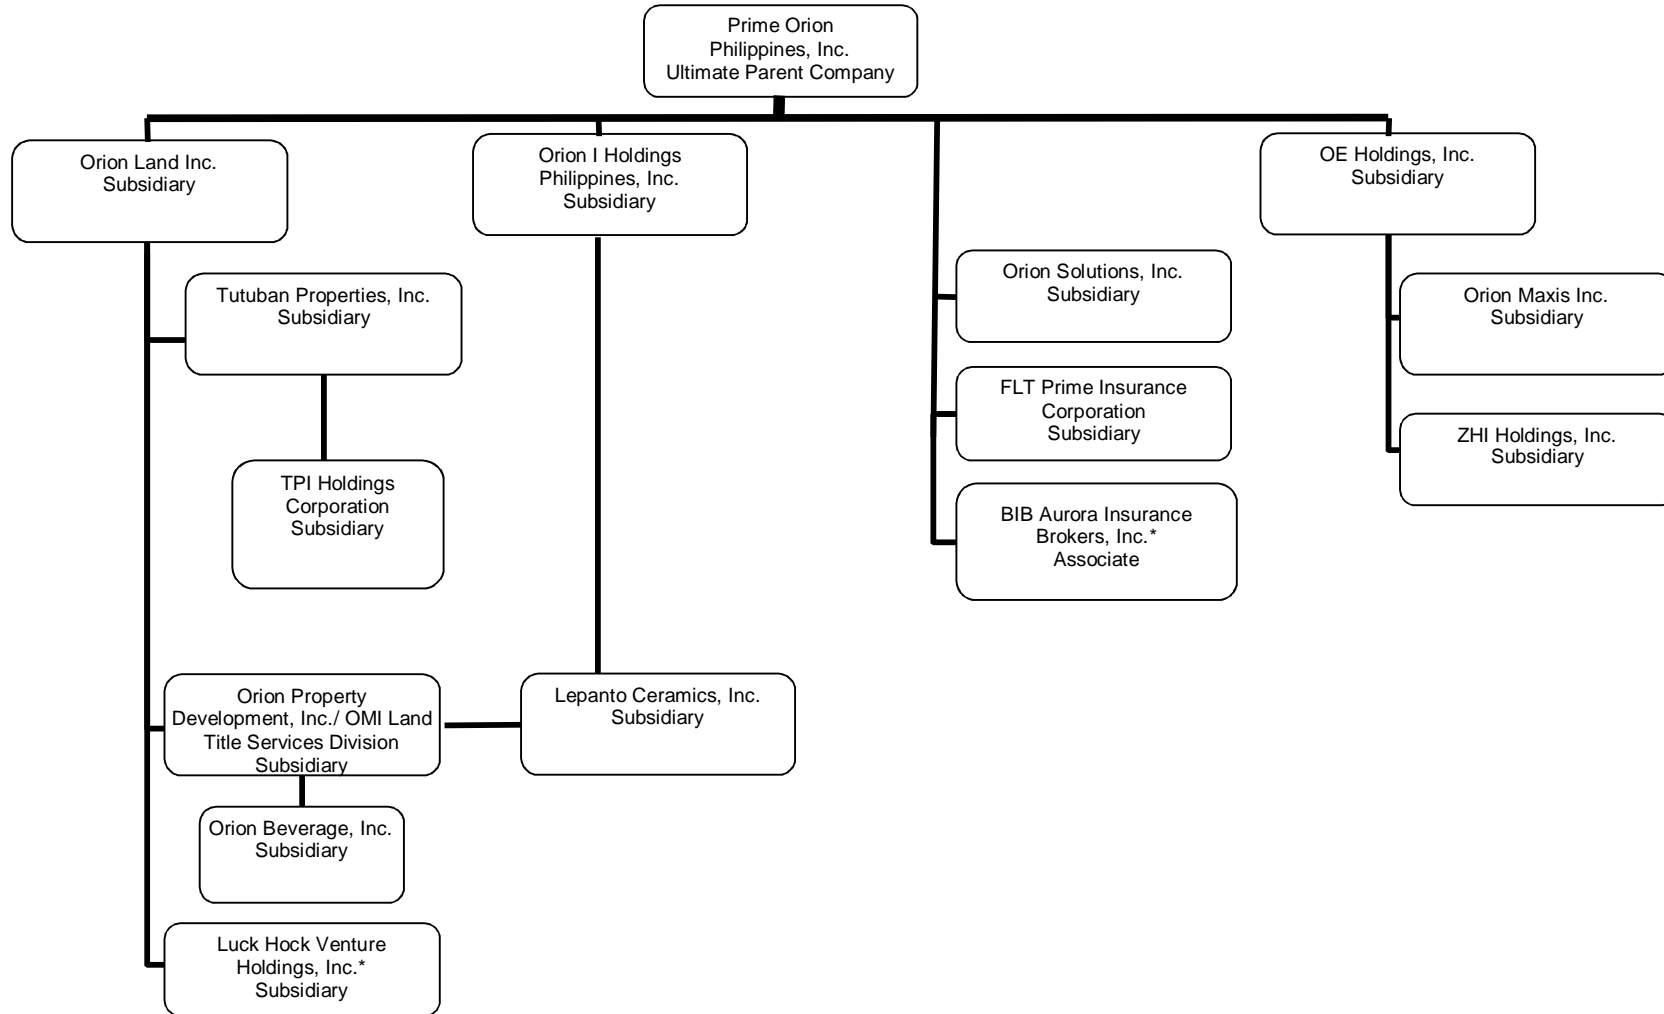 Prime Orion
Philippines, Inc.
Ultimate Parent Company
Orion Land Inc.
Subsidiary
Orion I Holdings
Philippines, Inc.
Subsidiary
OE Holdings, Inc.
Subsidiary
Tutuban Properties, Inc.
Subsidiary
TPI Holdings
Corporation
Subsidiary
Orion Solutions, Inc.
Subsidiary
FLT Prime Insurance
Corporation
Subsidiary
BIB Aurora Insurance
Brokers, Inc.*
Associate
Orion Maxis Inc.
Subsidiary
ZHI Holdings, Inc.
Subsidiary
Orion Property
Development, Inc./ OMI Land
Title Services Division
Subsidiary
Lepanto Ceramics, Inc.
Subsidiary
Orion Beverage, Inc.
Subsidiary
Luck Hock Venture
Holdings, Inc.*
Subsidiary